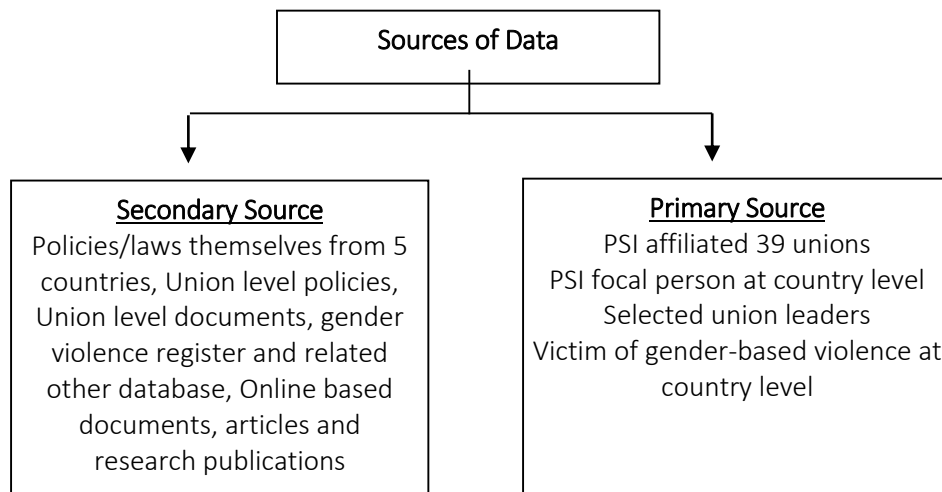 Sources of Data
Secondary Source
Policies/laws themselves from 5
countries, Union level policies,
Union level documents, gender
violence register and related
other database, Online based
documents, articles and
research publications
Primary Source
PSI affiliated 39 unions
PSI focal person at country level
Selected union leaders
Victim of gender-based violence at
country level